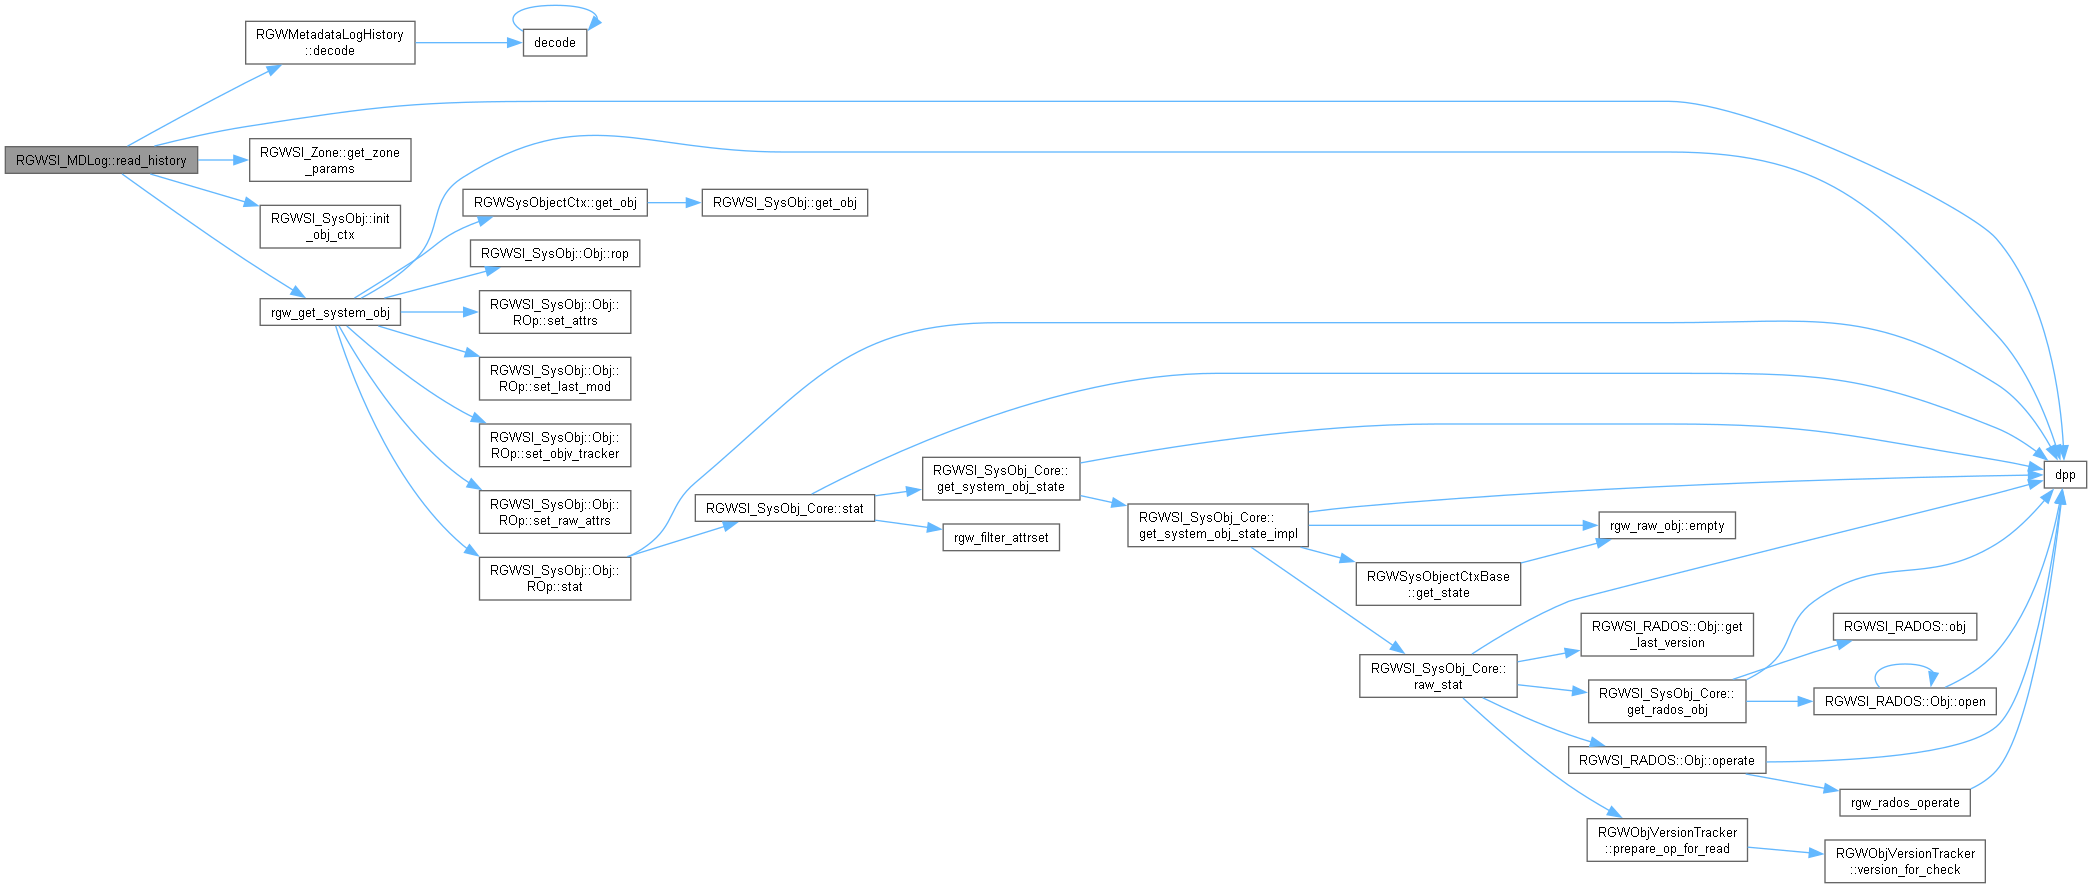 RGWMetadataLogHistory
::decode
decode
RGWSI_MDLog::read_history
RGWSI_Zone::get_zone
_params
RGWSI_SysObj::init
_obj_ctx
rgw_get_system_obj
RGWSysObjectCtx::get_obj
RGWSI_SysObj::get_obj
RGWSI_SysObj::Obj::rop
RGWSI_SysObj::Obj::
ROp::set_attrs
RGWSI_SysObj::Obj::
ROp::set_last_mod
RGWSI_SysObj::Obj::
ROp::set_objv_tracker
RGWSI_SysObj::Obj::
ROp::set_raw_attrs
RGWSI_SysObj::Obj::
ROp::stat
RGWSI_SysObj_Core::stat
RGWSI_SysObj_Core::
get_system_obj_state
rgw_filter_attrset
RGWSI_SysObj_Core::
get_system_obj_state_impl
rgw_raw_obj::empty
RGWSysObjectCtxBase
::get_state
RGWSI_SysObj_Core::
raw_stat
RGWSI_RADOS::Obj::get
_last_version
RGWSI_SysObj_Core::
get_rados_obj
RGWSI_RADOS::obj
RGWSI_RADOS::Obj::open
RGWSI_RADOS::Obj::operate
rgw_rados_operate
RGWObjVersionTracker
::prepare_op_for_read
RGWObjVersionTracker
::version_for_check
dpp